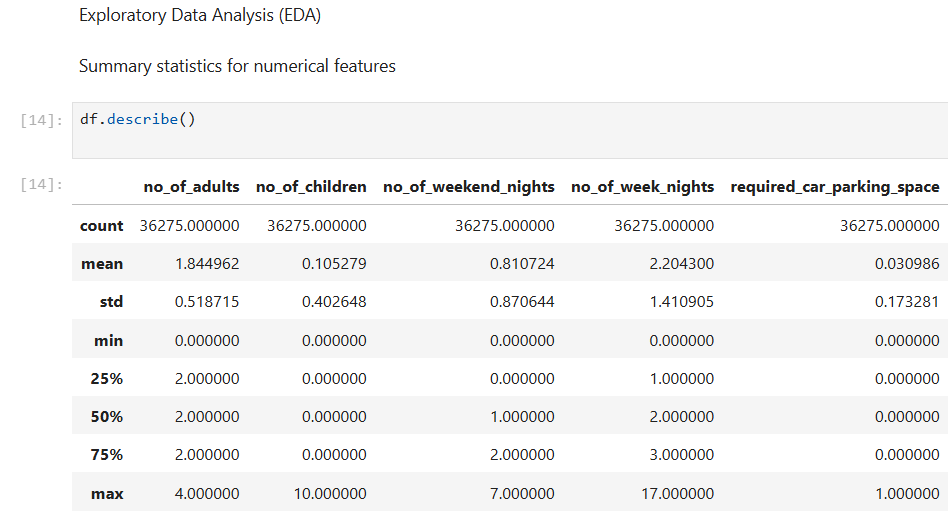 Exploratory Data Analysis (EDA)
Summary statistics for numerical features
[14]: df.describe()
[14]: no_of_adults no_of_children no_of_weekend_nights no_of_week_nights required_car_parking_space
count 36275.000000 36275.000000 36275.000000 36275.000000 36275.000000
mean 1.844962 0.105279 0.810724 2.204300 0.030986
std 0.518715 0.402648 0.870644 1.410905 0.173281
min 0.000000 0.000000 0.000000 0.000000 0.000000
25% 2.000000 0.000000 0.000000 1.000000 0.000000
50% 2.000000 0.000000 1.000000 2.000000 0.000000
75% 2.000000 0.000000 2.000000 3.000000 0.000000
max 4.000000 10.000000 7.000000 17.000000 1.000000